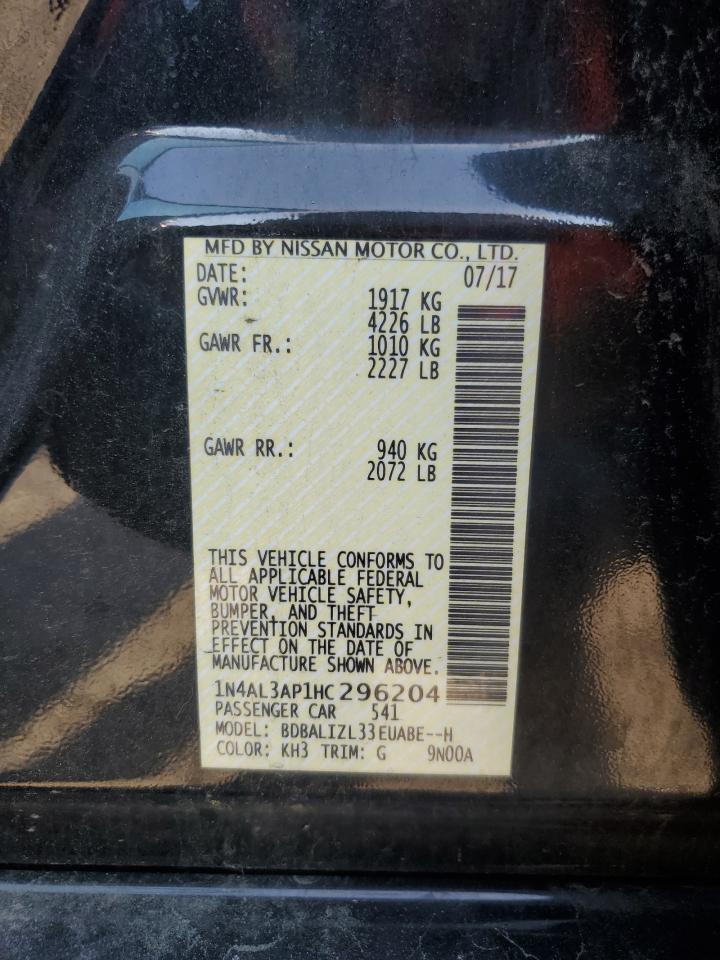 MFD BY NISSAN MOTOR CO., LTD.
DATE: 07/17
GVWR: 1917 KG
4226 LB
GAWR FR.: 1010 KG
2227 LB
GAWR RR.: 940 KG
2072 LB
THIS VEHICLE CONFORMS TO
ALL APPLICABLE FEDERAL
MOTOR VEHICLE SAFETY,
BUMPER, AND THEFT
PREVENTION STANDARDS IN
EFFECT ON THE DATE OF
MANUFACTURE SHOWN ABOVE.
1N4AL3AP1HC296204
PASSENGER CAR 541
MODEL: BDBALIZL33EUABE--H
COLOR: KH3 TRIM: G 9N00A